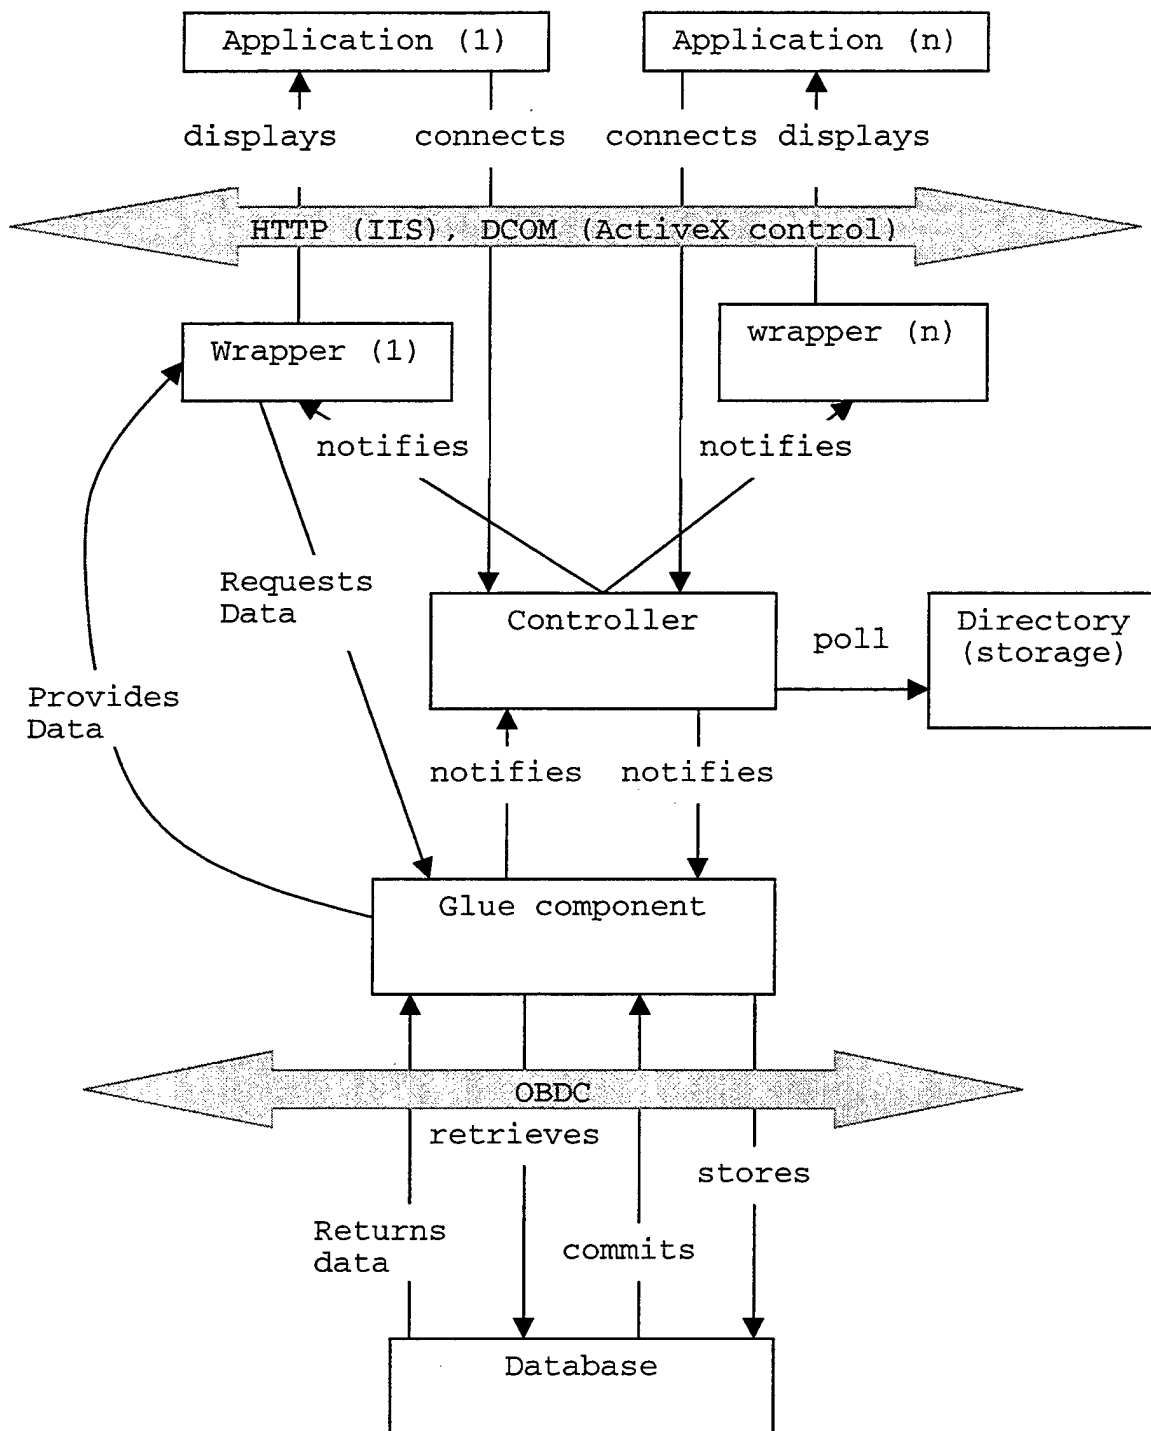 Application (1)
Application (n)
displays
connects
connects
displays
HTTP (IIS), DCOM (ActiveX control)
Wrapper (1)
wrapper (n)
notifies
notifies
Requests
Data
Controller
poll
Directory
(storage)
Provides
Data
notifies
notifies
Glue component
OBDC
retrieves
stores
Returns
data
commits
Database